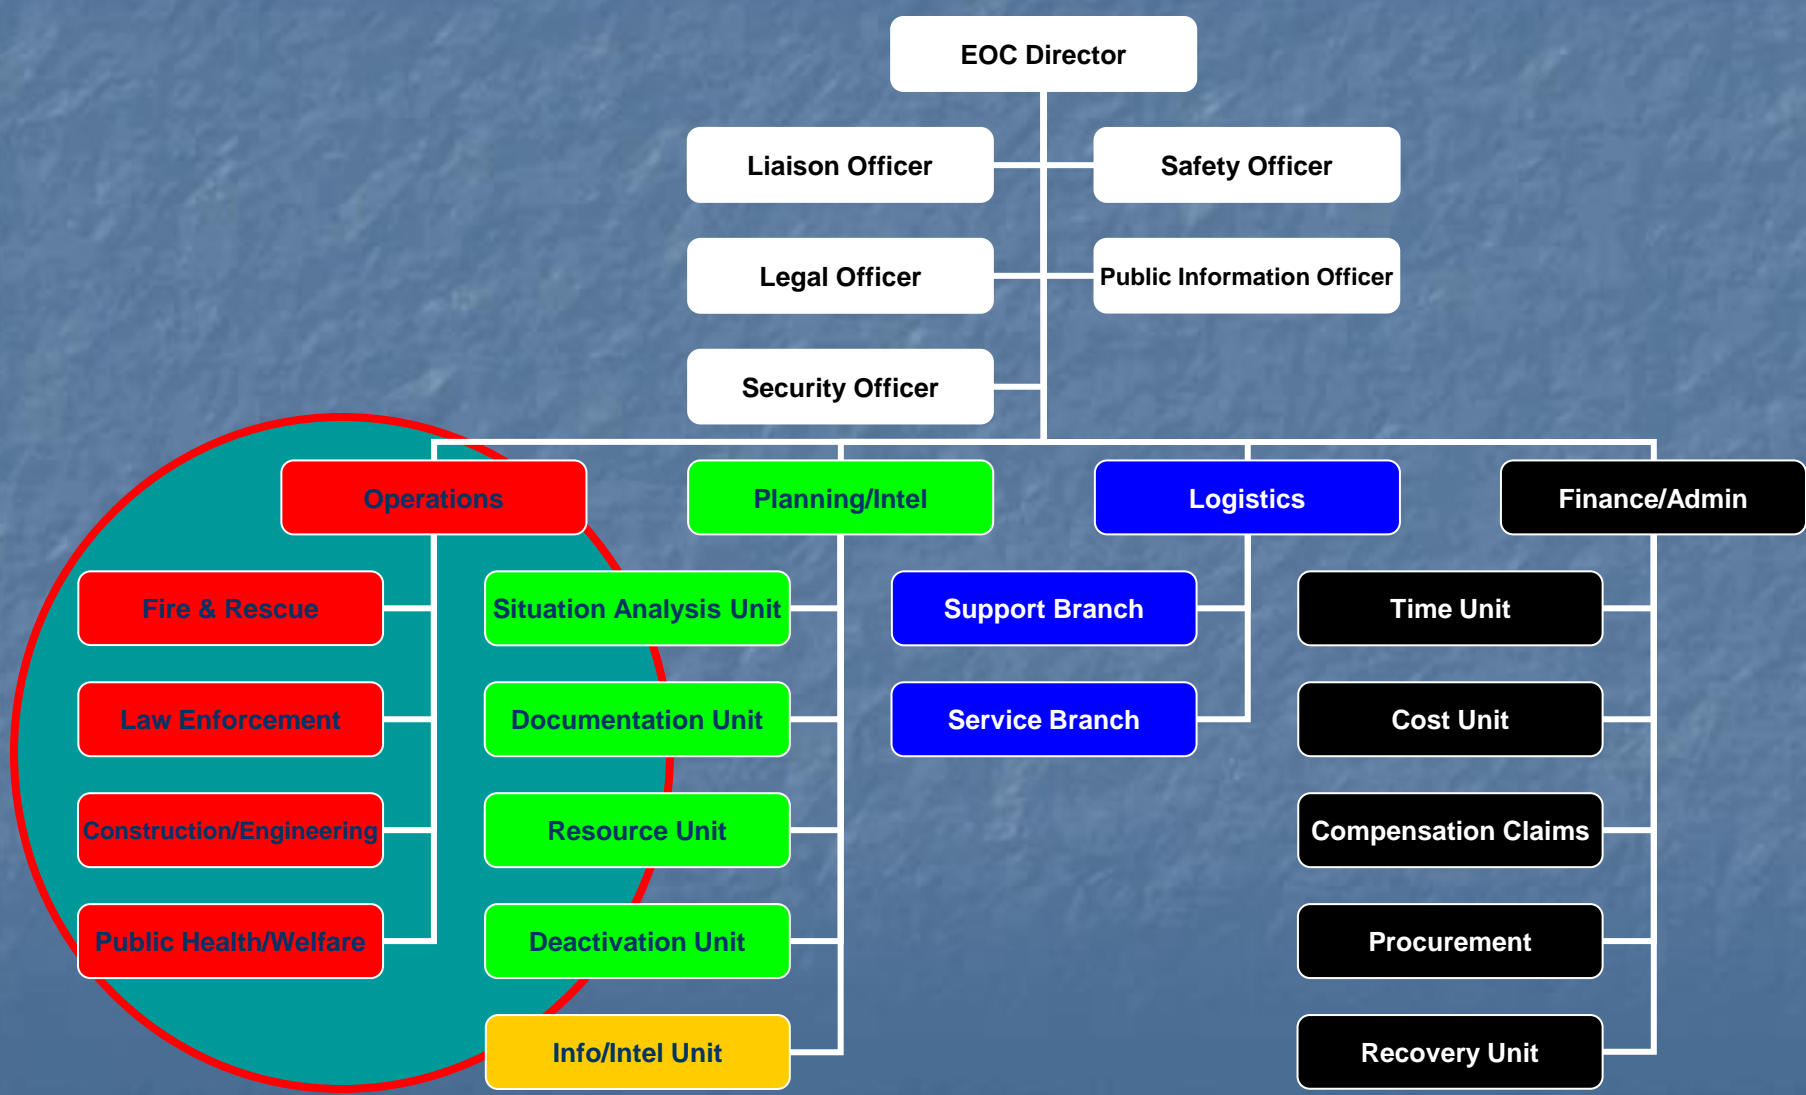 EOC Director
Liaison Officer
Safety Officer
Legal Officer
Public Information Officer
Security Officer
Operations
Planning/Intel
Logistics
Finance/Admin
Fire & Rescue
Situation Analysis Unit
Support Branch
Time Unit
Law Enforcement
Documentation Unit
Service Branch
Cost Unit
Construction/Engineering
Resource Unit
Compensation Claims
Public Health/Welfare
Deactivation Unit
Procurement
Info/Intel Unit
Recovery Unit